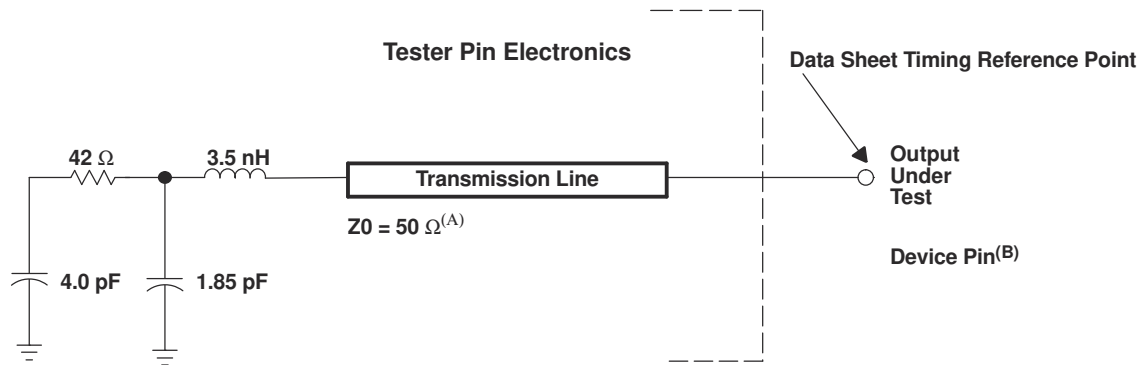 Tester Pin Electronics
Data Sheet Timing Reference Point
42 Ω
3.5 nH
Transmission Line
Output
Under
Test
Z0 = 50 Ω(A)
Device Pin(B)
4.0 pF
1.85 pF